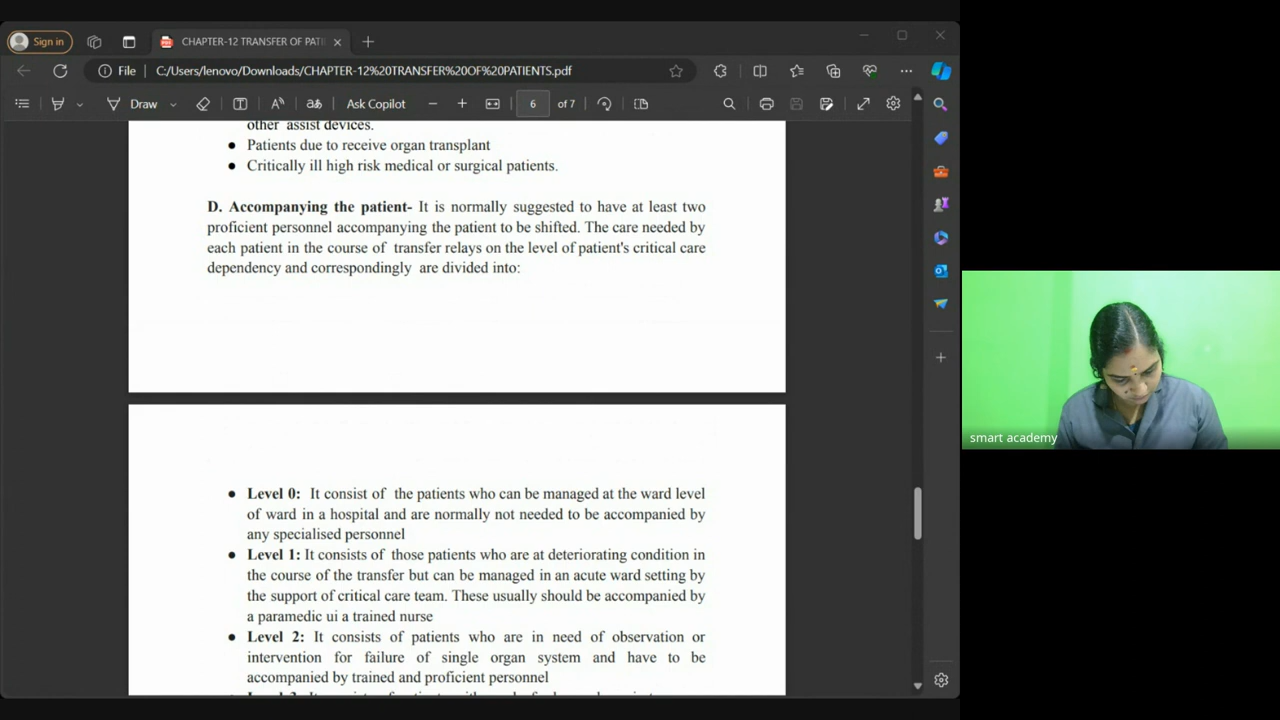 Sign in
CHAPTER-12 TRANSFER OF PATI
File
C:/Users/lenovo/Downloads/CHAPTER-12%20TRANSFER%20OF%20PATIENTS.pdf
Draw
Ask Copilot
6
of 7
other assist devices.
● Patients due to receive organ transplant
● Critically ill high risk medical or surgical patients.
D. Accompanying the patient- It is normally suggested to have at least two
proficient personnel accompanying the patient to be shifted. The care needed by
each patient in the course of transfer relays on the level of patient's critical care
dependency and correspondingly are divided into:
● Level 0: It consist of the patients who can be managed at the ward level
of ward in a hospital and are normally not needed to be accompanied by
any specialised personnel
● Level 1: It consists of those patients who are at deteriorating condition in
the course of the transfer but can be managed in an acute ward setting by
the support of critical care team. These usually should be accompanied by
a paramedic ui a trained nurse
● Level 2: It consists of patients who are in need of observation or
intervention for failure of single organ system and have to be
accompanied by trained and proficient personnel
smart academy